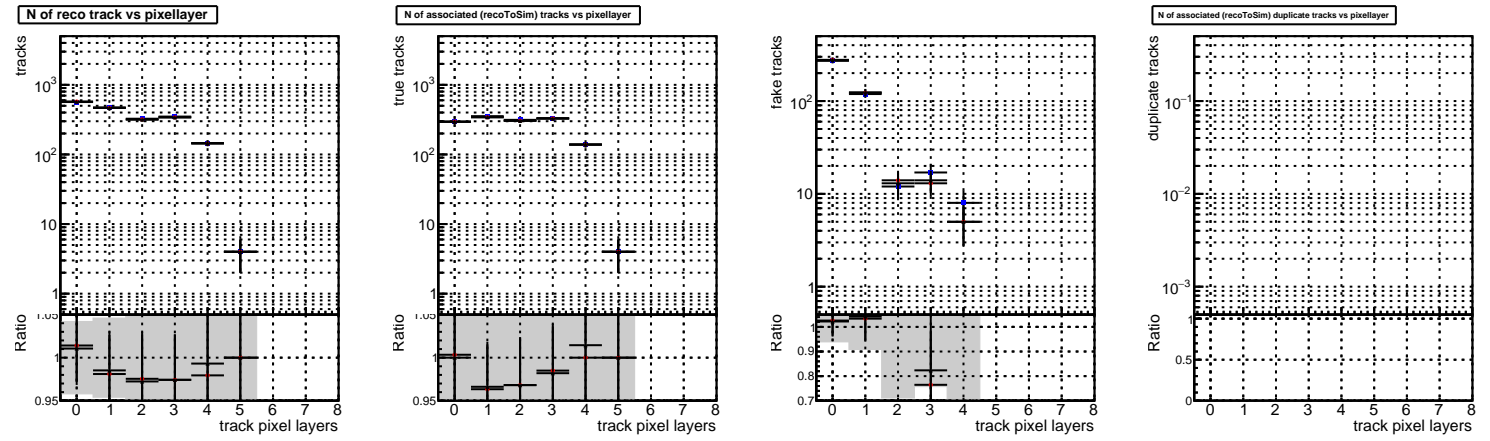 N of reco track vs pixellayer
tracks
10³
10²
10
1
Ratio
1.05
1
0.95
0 1 2 3 4 5 6 7 8
track pixel layers
N of associated (recoToSim) tracks vs pixellayer
true tracks
10³
10²
10
1
Ratio
1.05
1
0.95
0 1 2 3 4 5 6 7 8
track pixel layers
fake tracks
10²
10
1
Ratio
1
0.9
0.8
0.7
0 1 2 3 4 5 6 7 8
track pixel layers
N of associated (recoToSim) duplicate tracks vs pixellayer
duplicate tracks
10⁻¹
10⁻²
10⁻³
Ratio
1
0.5
0
0 1 2 3 4 5 6 7 8
track pixel layers